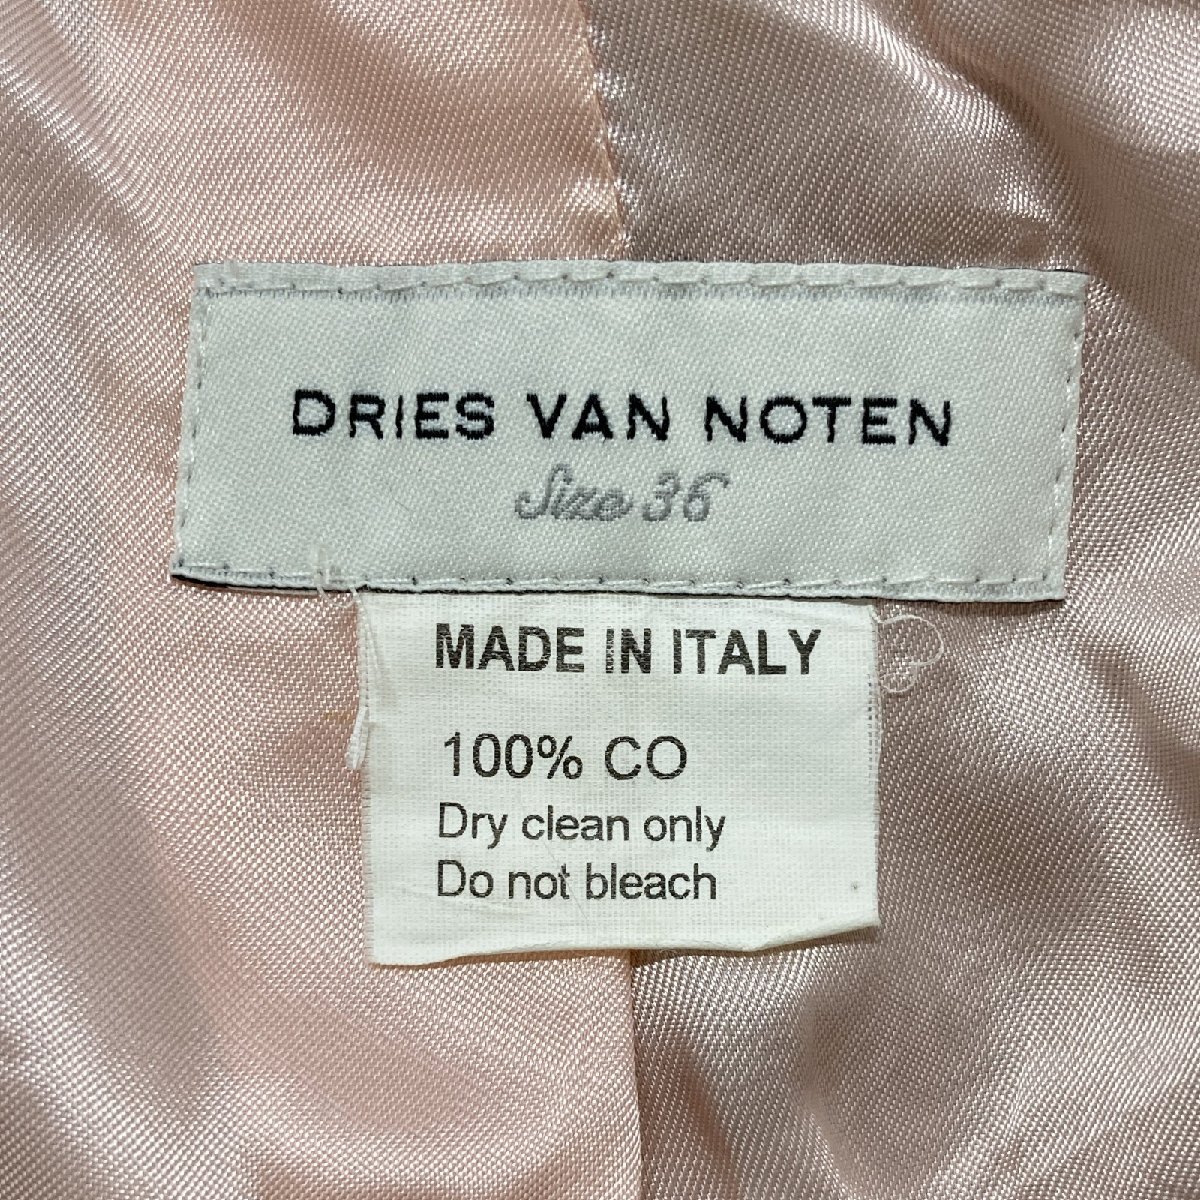 DRIES VAN NOTEN
Size 36
MADE IN ITALY
100% CO
Dry clean only
Do not bleach